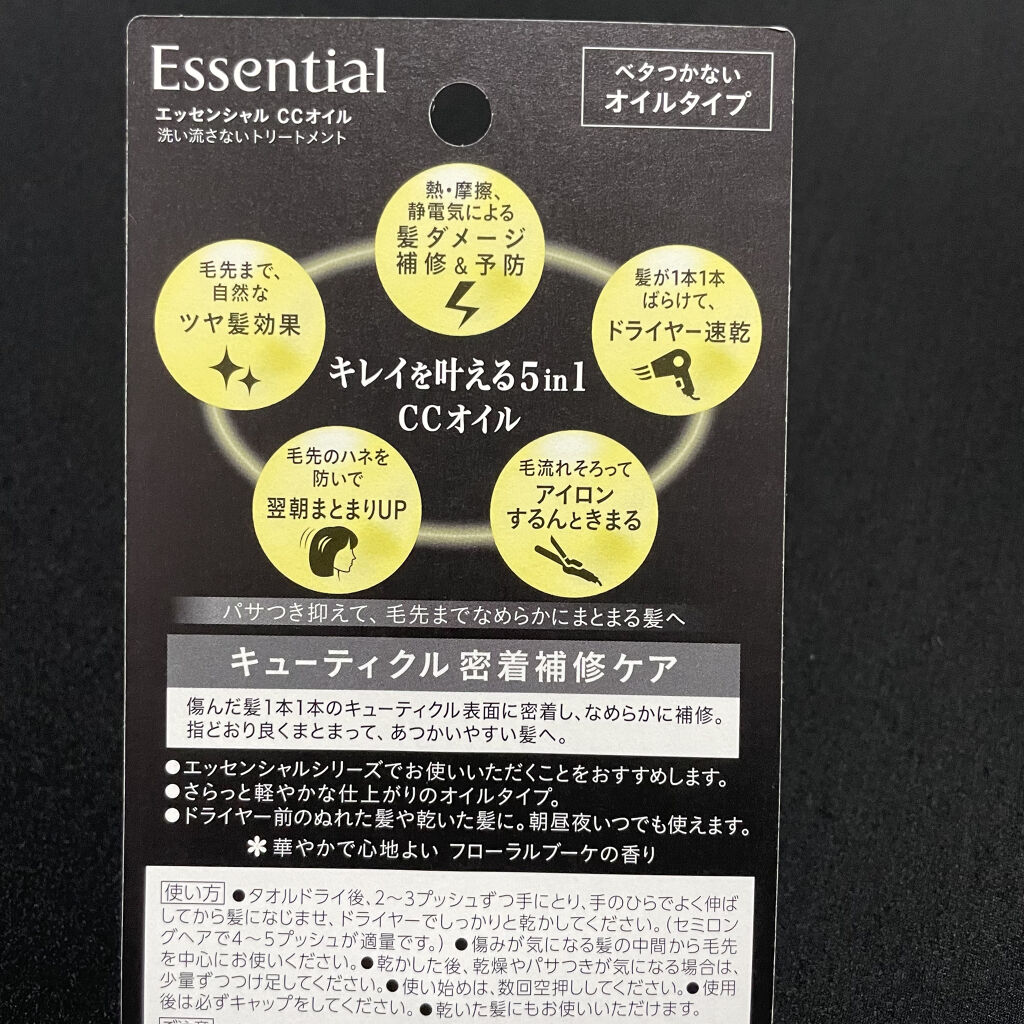 Essential
エッセンシャル CCオイル
洗い流さないトリートメント
ベタつかない
オイルタイプ
熱・摩擦、
静電気による
髪ダメージ
補修&予防
毛先まで、
自然な
ツヤ髪効果
髪が1本1本
ばらけて、
ドライヤー速乾
キレイを叶える5in1
CCオイル
毛先のハネを
防いで
翌朝まとまりUP
毛流れそろって
アイロン
するんときまる
パサつき抑えて、毛先までなめらかにまとまる髪へ
キューティクル 密着補修ケア
傷んだ髪1本1本のキューティクル表面に密着し、なめらかに補修。
指どおり良くまとまって、あつかいやすい髪へ。
●エッセンシャルシリーズでお使いいただくことをおすすめします。
●さらっと軽やかな仕上がりのオイルタイプ。
●ドライヤー前のぬれた髪や乾いた髪に。朝昼夜いつでも使えます。
✻華やかで心地よい フローラルブーケの香り
使い方 ●タオルドライ後、2～3プッシュずつ手にとり、手のひらでよく伸ば
してから髪になじませ、ドライヤーでしっかりと乾かしてください。(セミロン
グヘアで4～5プッシュが適量です。) ●傷みが気になる髪の中間から毛先
を中心にお使いください。●乾かした後、乾燥やパサつきが気になる場合は、
少量ずつつけ足してください。●使い始めは、数回空押ししてください。●使用
後は必ずキャップをしてください。●乾いた髪にもお使いいただけます。